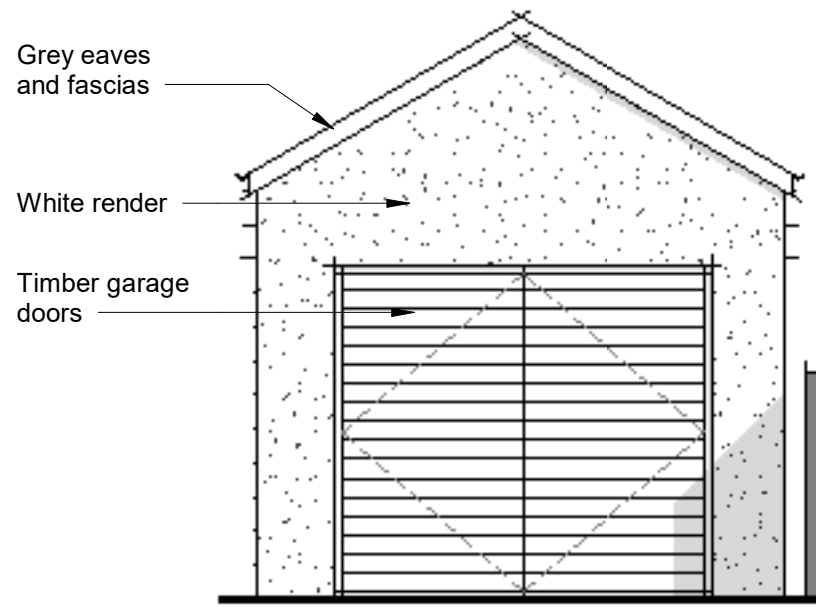 Grey eaves
and fascias
White render
Timber garage
doors